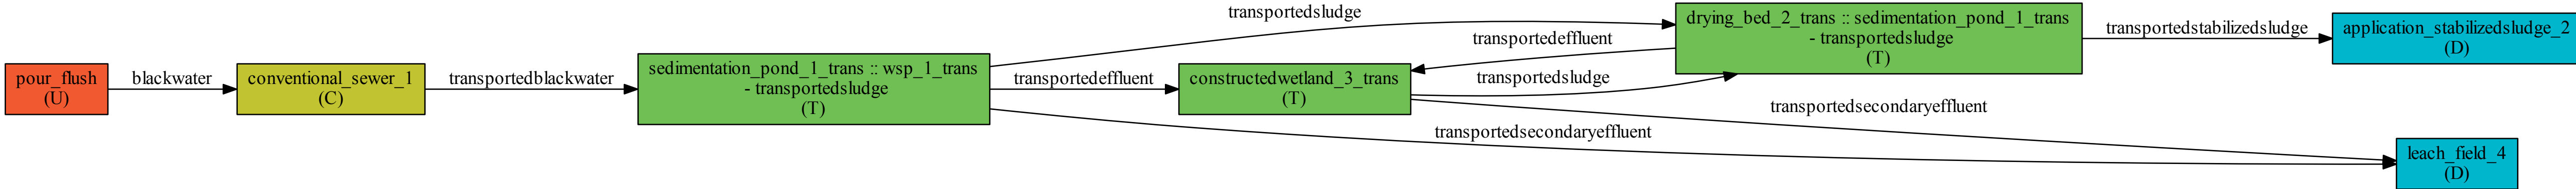 pour_flush
(U)
blackwater
conventional_sewer_1
(C)
transportedblackwater
sedimentation_pond_1_trans :: wsp_1_trans
- transportedsludge
(T)
transportedsludge
transportedeffluent
transportedeffluent
constructedwetland_3_trans
(T)
transportedsludge
drying_bed_2_trans :: sedimentation_pond_1_trans
- transportedsludge
(T)
transportedstabilizedsludge
application_stabilizedsludge_2
(D)
transportedsecondaryeffluent
transportedsecondaryeffluent
leach_field_4
(D)